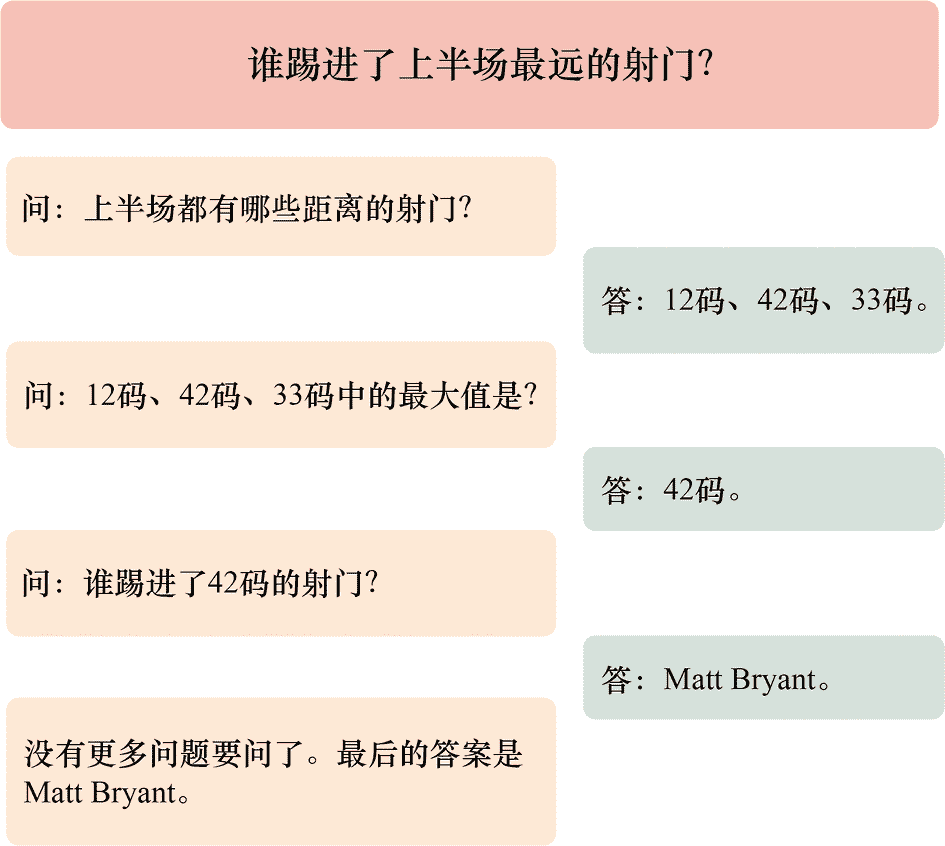 谁踢进了上半场最远的射门？
问：上半场都有哪些距离的射门？
答：12码、42码、33码。
问：12码、42码、33码中的最大值是？
答：42码。
问：谁踢进了42码的射门？
答：Matt Bryant。
没有更多问题要问了。最后的答案是
Matt Bryant。